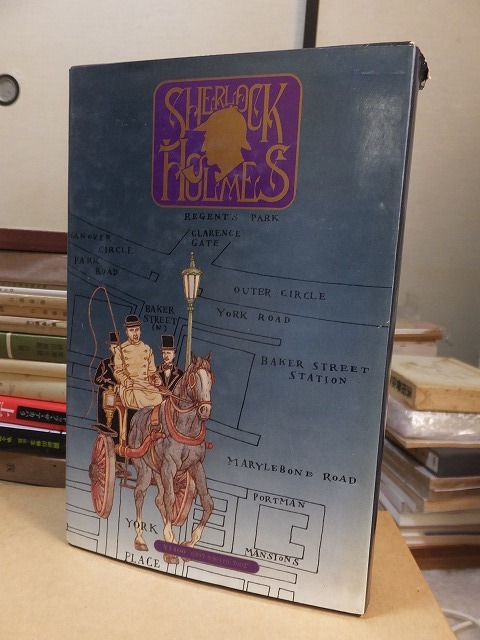 SHERLOCK
HOLMES
REGENT'S PARK
CLARENCE
GATE
HANOVER
CIRCLE
PARK
ROAD
OUTER CIRCLE
YORK ROAD
BAKER
STREET
(N)
BAKER STREET
STATION
MARYLEBONE ROAD
PORTMAN
MANSIONS
YORK
PLACE